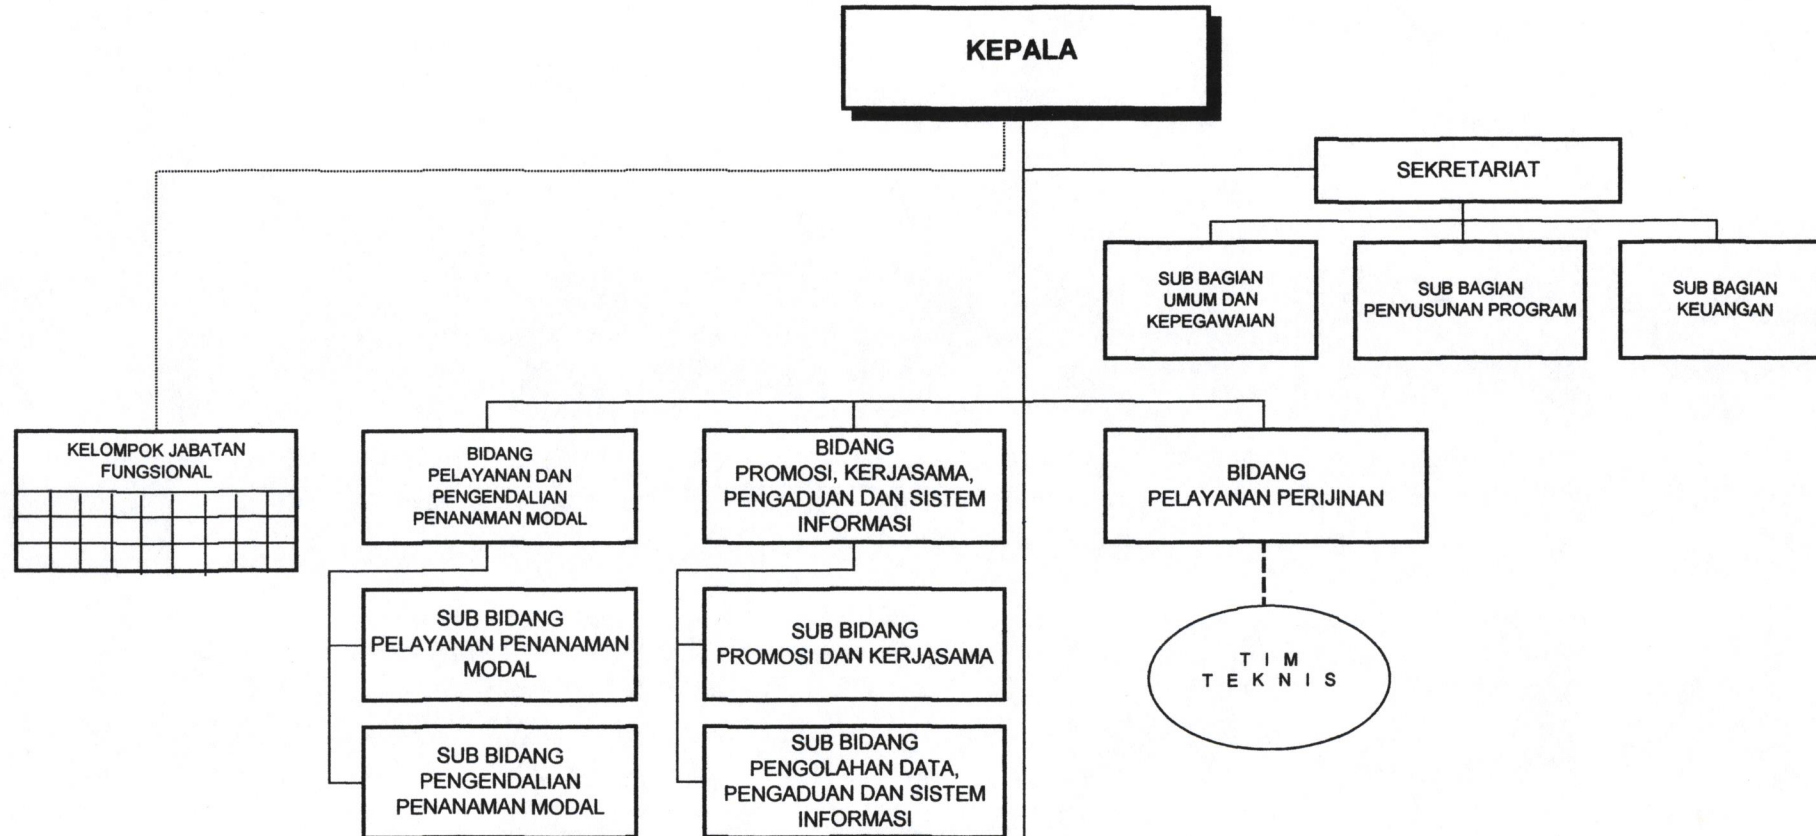 KEPALA
SEKRETARIAT
SUB BAGIAN
UMUM DAN
KEPEGAWAIAN
SUB BAGIAN
PENYUSUNAN PROGRAM
SUB BAGIAN
KEUANGAN
KELOMPOK JABATAN
FUNGSIONAL
BIDANG
PELAYANAN DAN
PENGENDALIAN
PENANAMAN MODAL
BIDANG
PROMOSI, KERJASAMA,
PENGADUAN DAN SISTEM
INFORMASI
BIDANG
PELAYANAN PERIJINAN
SUB BIDANG
PELAYANAN PENANAMAN
MODAL
SUB BIDANG
PROMOSI DAN KERJASAMA
T I M
T E K N I S
SUB BIDANG
PENGENDALIAN
PENANAMAN MODAL
SUB BIDANG
PENGOLAHAN DATA,
PENGADUAN DAN SISTEM
INFORMASI